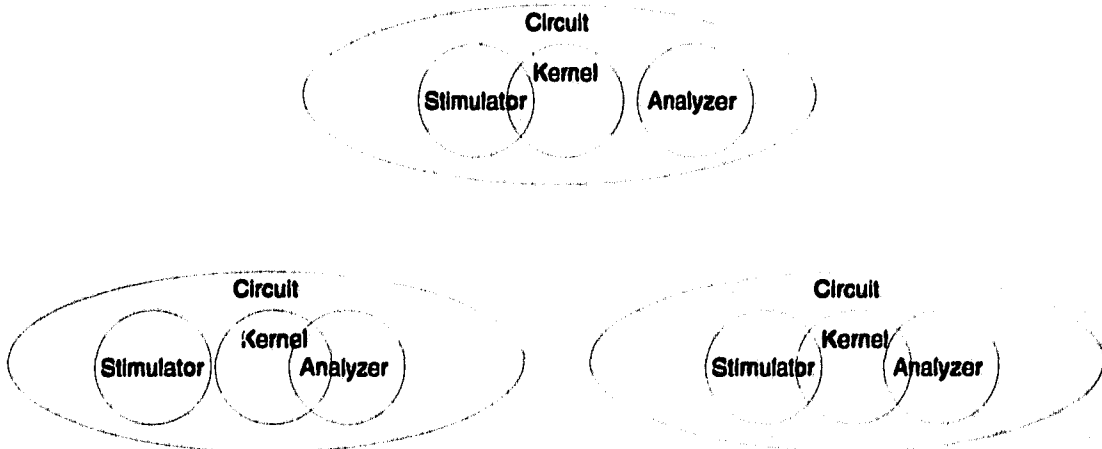 Circuit
Kernel
Stimulator Analyzer
Circuit
Kernel
Stimulator Analyzer
Circuit
Kernel
Stimulator Analyzer